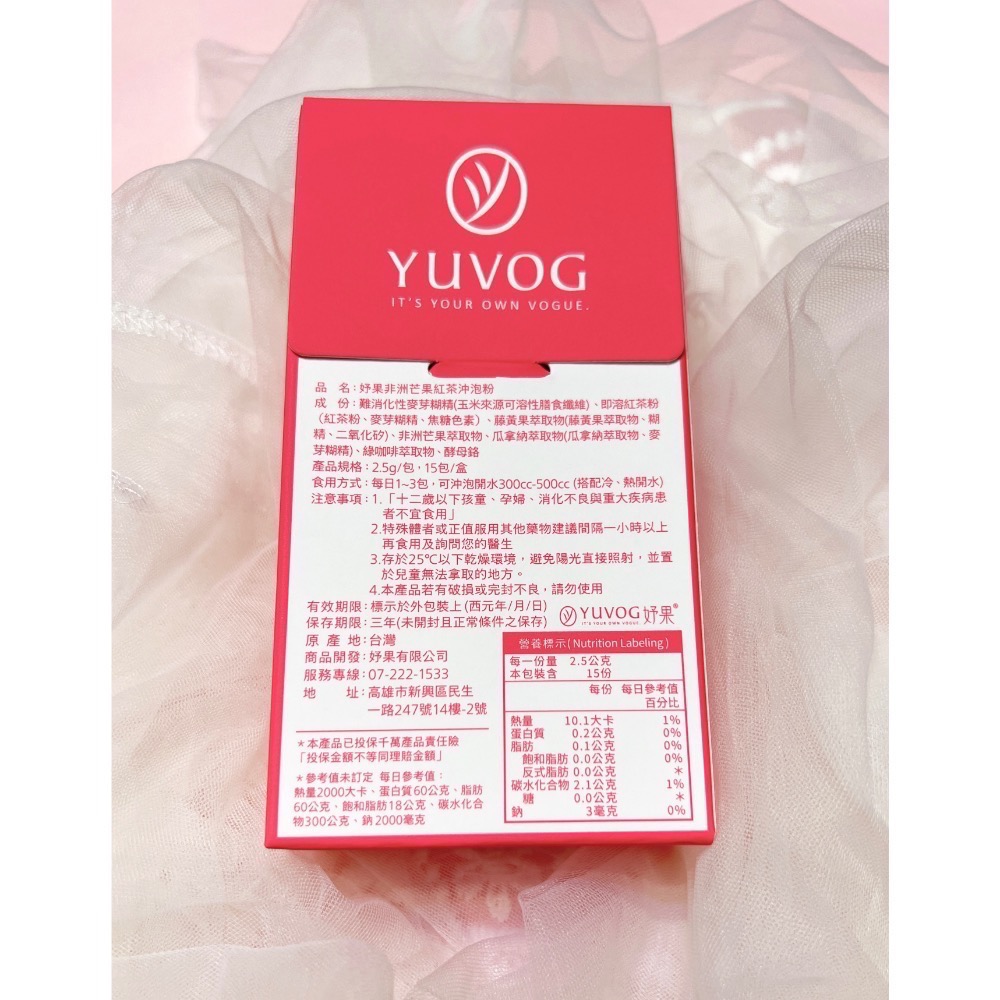 YUVOG
IT'S YOUR OWN VOGUE.
品　名：妤果非洲芒果紅茶沖泡粉
成　份：難消化性麥芽糊精(玉米來源可溶性膳食纖維)、即溶紅茶粉
（紅茶粉、麥芽糊精、焦糖色素）、藤黃果萃取物(藤黃果萃取物、糊
精、二氧化矽)、非洲芒果萃取物、瓜拿納萃取物(瓜拿納萃取物、麥
芽糊精)、綠咖啡萃取物、酵母鉻
產品規格：2.5g/包，15包/盒
食用方式：每日1~3包，可沖泡開水300cc-500cc (搭配冷、熱開水)
注意事項：1.「十二歲以下孩童、孕婦、消化不良與重大疾病患
者不宜食用」
2.特殊體者或正值服用其他藥物建議間隔一小時以上
再食用及詢問您的醫生
3.存於25℃以下乾燥環境，避免陽光直接照射，並置
於兒童無法拿取的地方。
4.本產品若有破損或完封不良，請勿使用
有效期限：標示於外包裝上(西元年/月/日)
保存期限：三年(未開封且正常條件之保存)
YUVOG 妤果®
IT'S YOUR OWN VOGUE.
原 產 地：台灣
商品開發：妤果有限公司
服務專線：07-222-1533
地　　址：高雄市新興區民生
一路247號14樓-2號
＊本產品已投保千萬產品責任險
「投保金額不等同理賠金額」
＊參考值未訂定 每日參考值：
熱量2000大卡、蛋白質60公克、脂肪
60公克、飽和脂肪18公克、碳水化合
物300公克、鈉2000毫克
營養標示(Nutrition Labeling)
每一份量 2.5公克
本包裝含 15份
每份 每日參考值
百分比
熱量 10.1大卡 1%
蛋白質 0.2公克 0%
脂肪 0.1公克 0%
飽和脂肪 0.0公克 0%
反式脂肪 0.0公克 ＊
碳水化合物 2.1公克 1%
糖 0.0公克 ＊
鈉 3毫克 0%